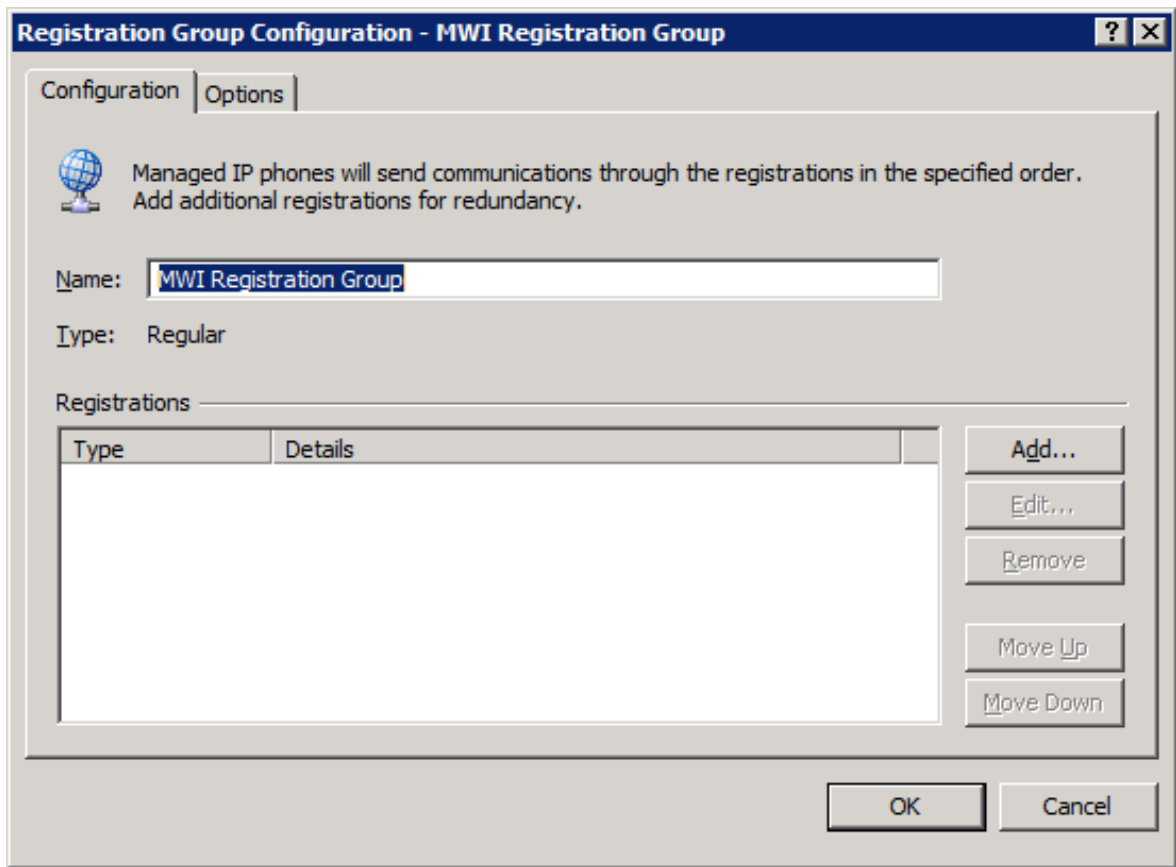 Registration Group Configuration - MWI Registration Group
Configuration
Options
Managed IP phones will send communications through the registrations in the specified order.
Add additional registrations for redundancy.
Name: MWI Registration Group
Type: Regular
Registrations
Type Details
Add...
Edit...
Remove
Move Up
Move Down
OK Cancel